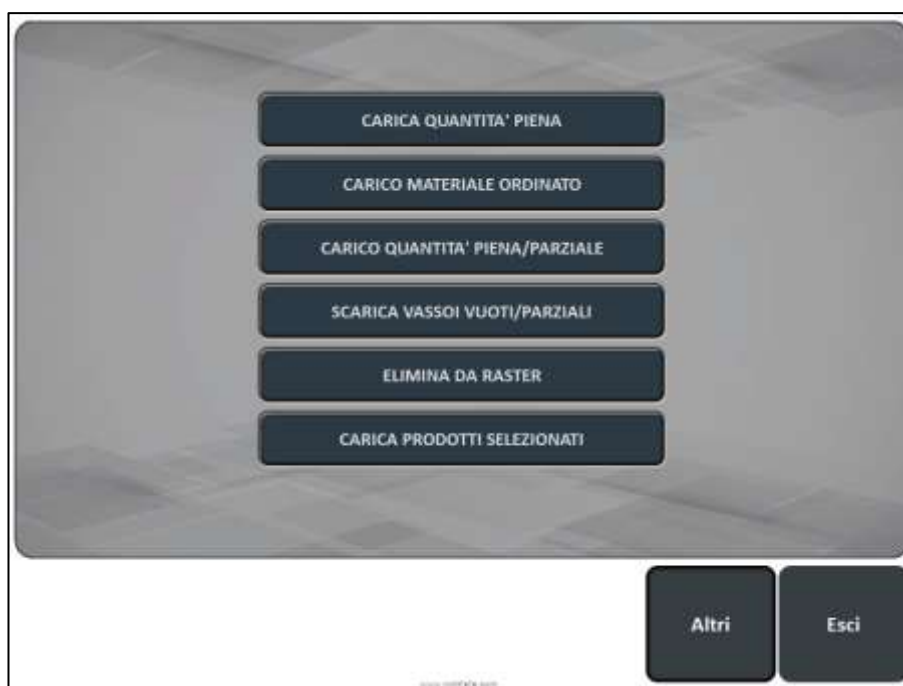 CARICA QUANTITA' PIENA
CARICO MATERIALE ORDINATO
CARICO QUANTITA' PIENA/PARZIALE
SCARICA VASSOI VUOTI/PARZIALI
ELIMINA DA RASTER
CARICA PRODOTTI SELEZIONATI
Altri
Esci